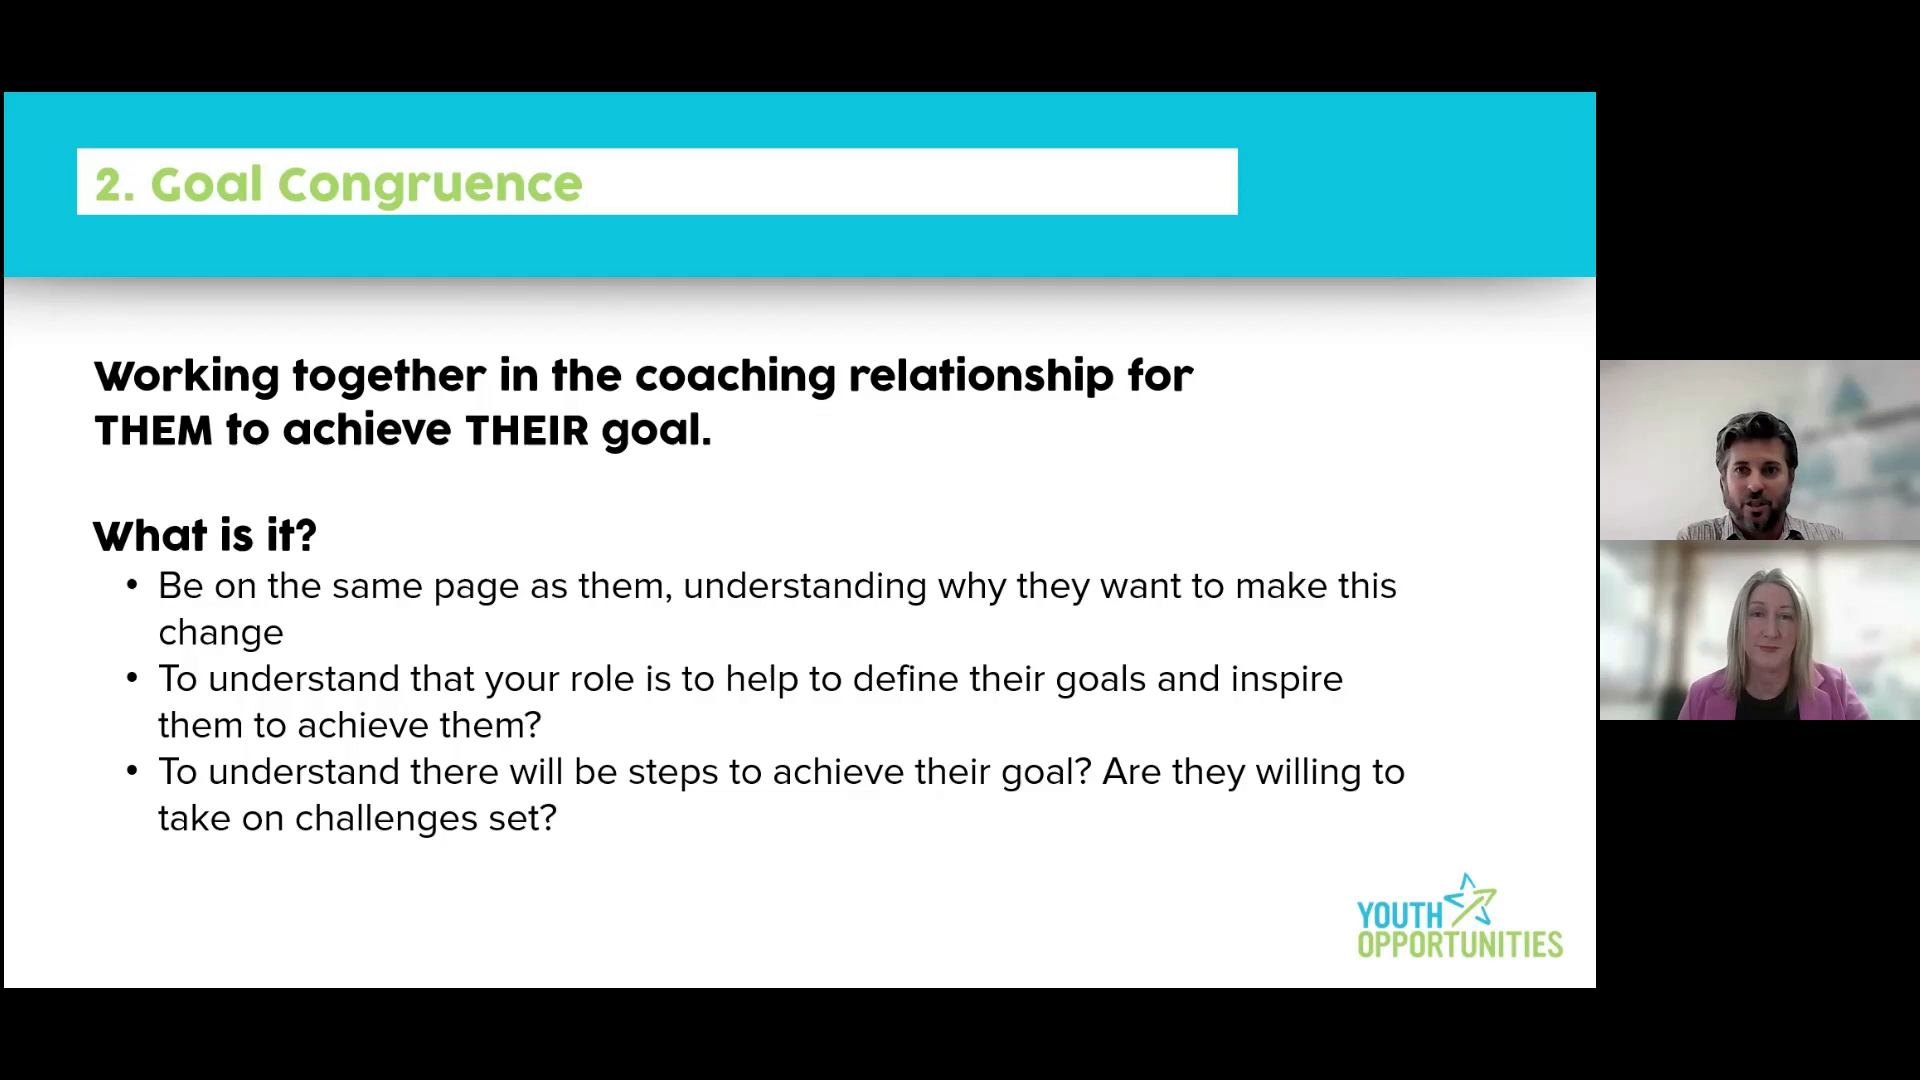 2. Goal Congruence
Working together in the coaching relationship for
THEM to achieve THEIR goal.
What is it?
• Be on the same page as them, understanding why they want to make this
change
• To understand that your role is to help to define their goals and inspire
them to achieve them?
• To understand there will be steps to achieve their goal? Are they willing to
take on challenges set?
YOUTH
OPPORTUNITIES